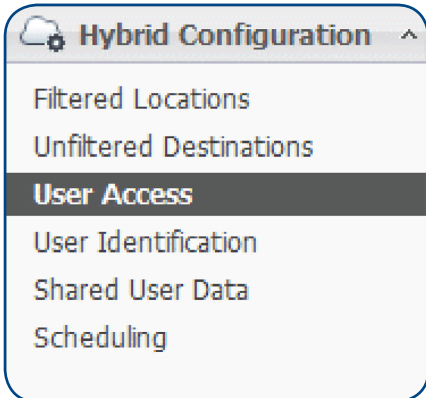 Hybrid Configuration
Filtered Locations
Unfiltered Destinations
User Access
User Identification
Shared User Data
Scheduling